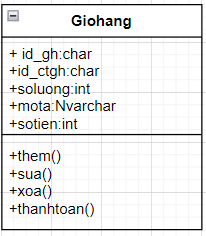 Giohang
+ id_gh:char
+id_ctgh:char
+soluong:int
+mota:Nvarchar
+sotien:int
+them()
+sua()
+xoa()
+thanhtoan()